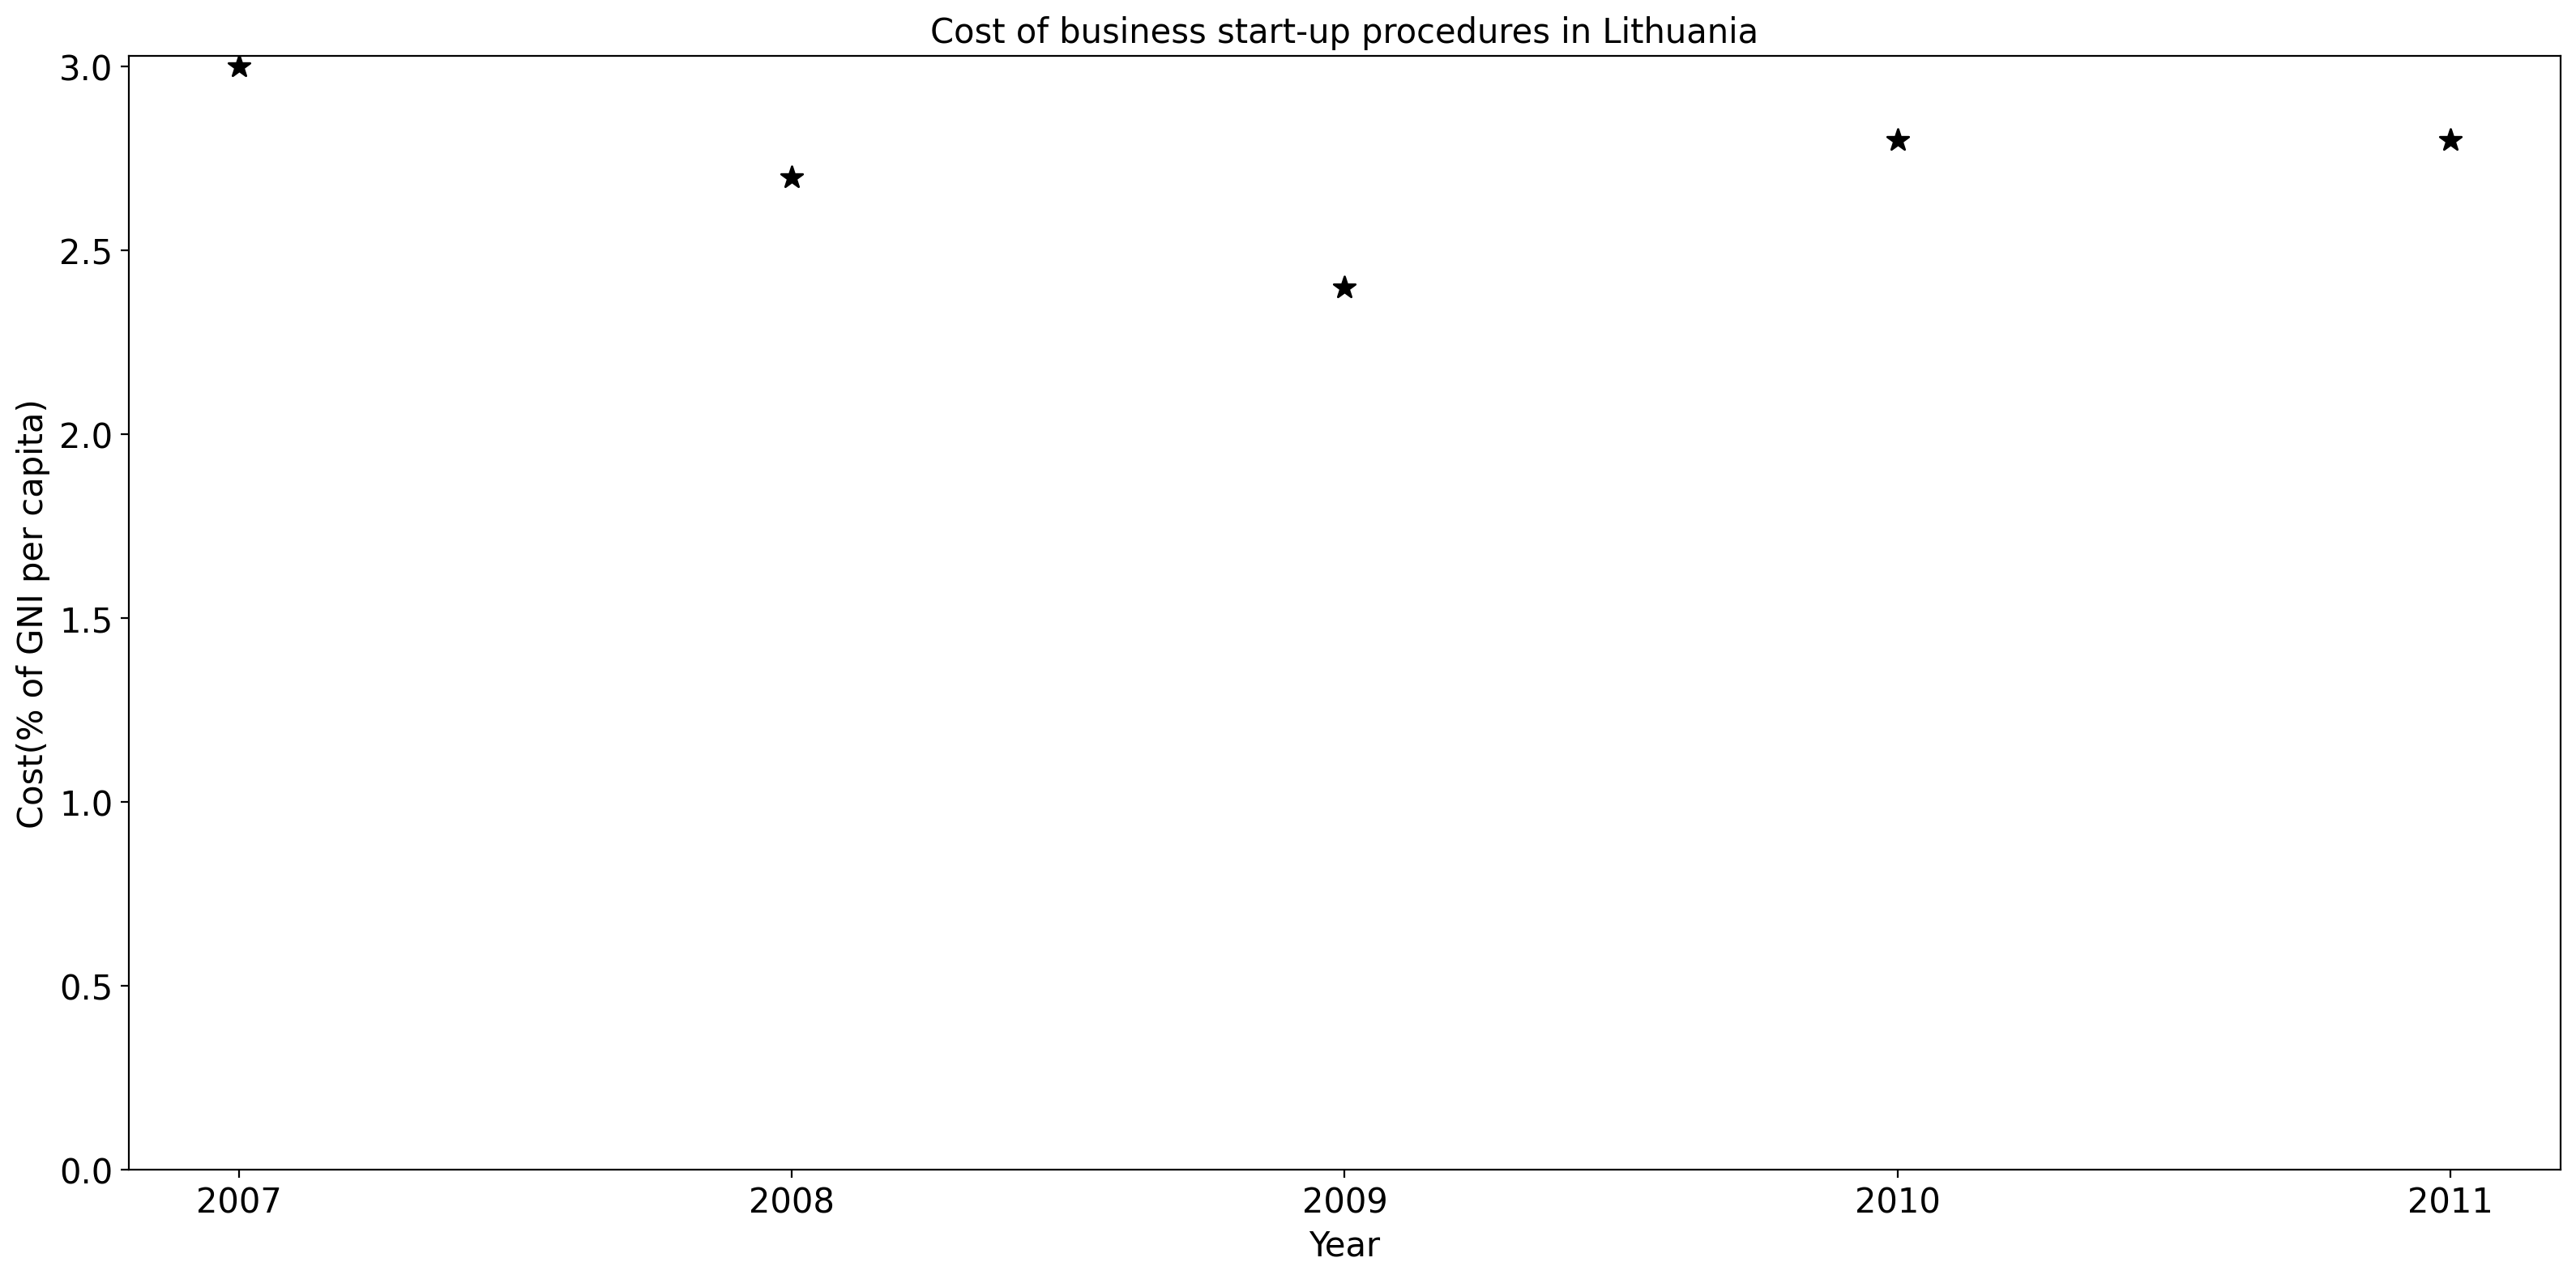 Cost of business start-up procedures in Lithuania
Cost(% of GNI per capita)
3.0
2.5
2.0
1.5
1.0
0.5
0.0
2007 2008 2009 2010 2011
Year